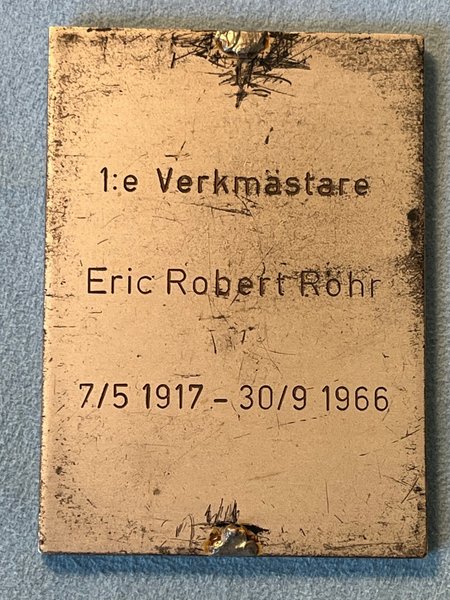 1:e Verkmästare
Eric Robert Röhr
7/5 1917 – 30/9 1966